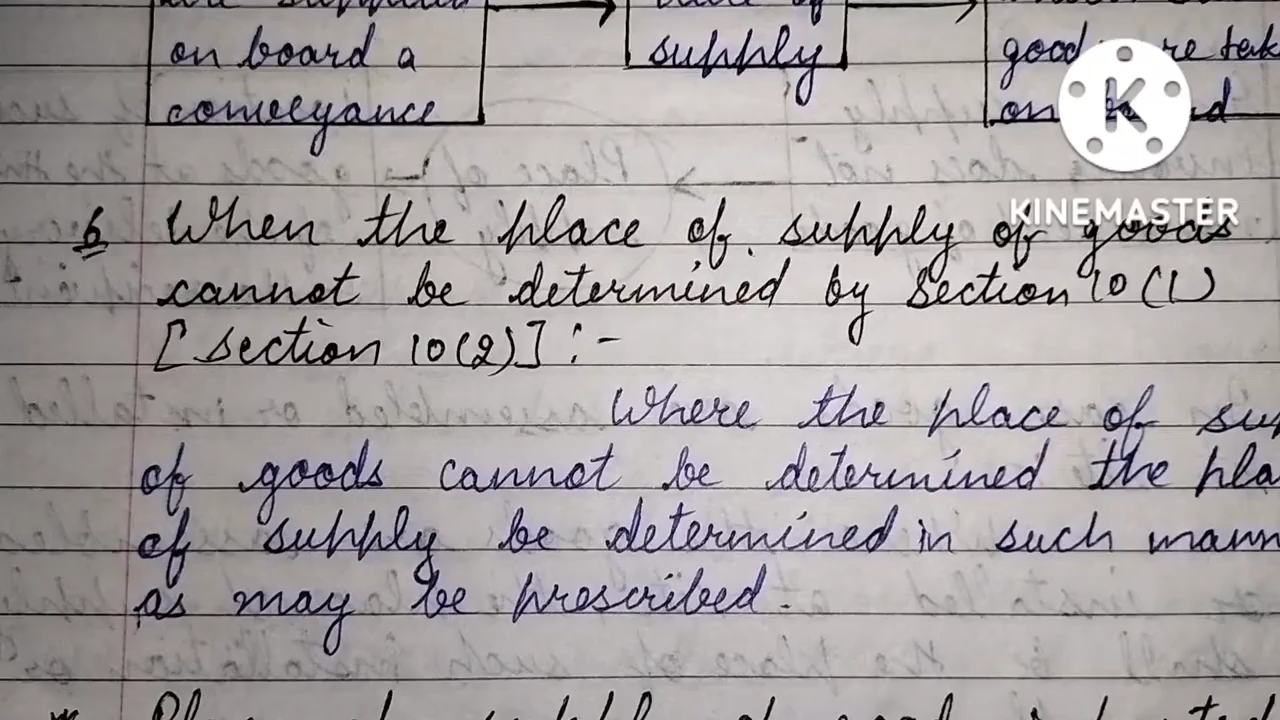 on board a
conveyance
supply
on
KINEMASTER
6 When the place of supply of goods
cannot be determined by Section 10(1)
[Section 10(2)] :-
Where the place of
of goods cannot be determined the
of supply be determined in such
as may be prescribed.